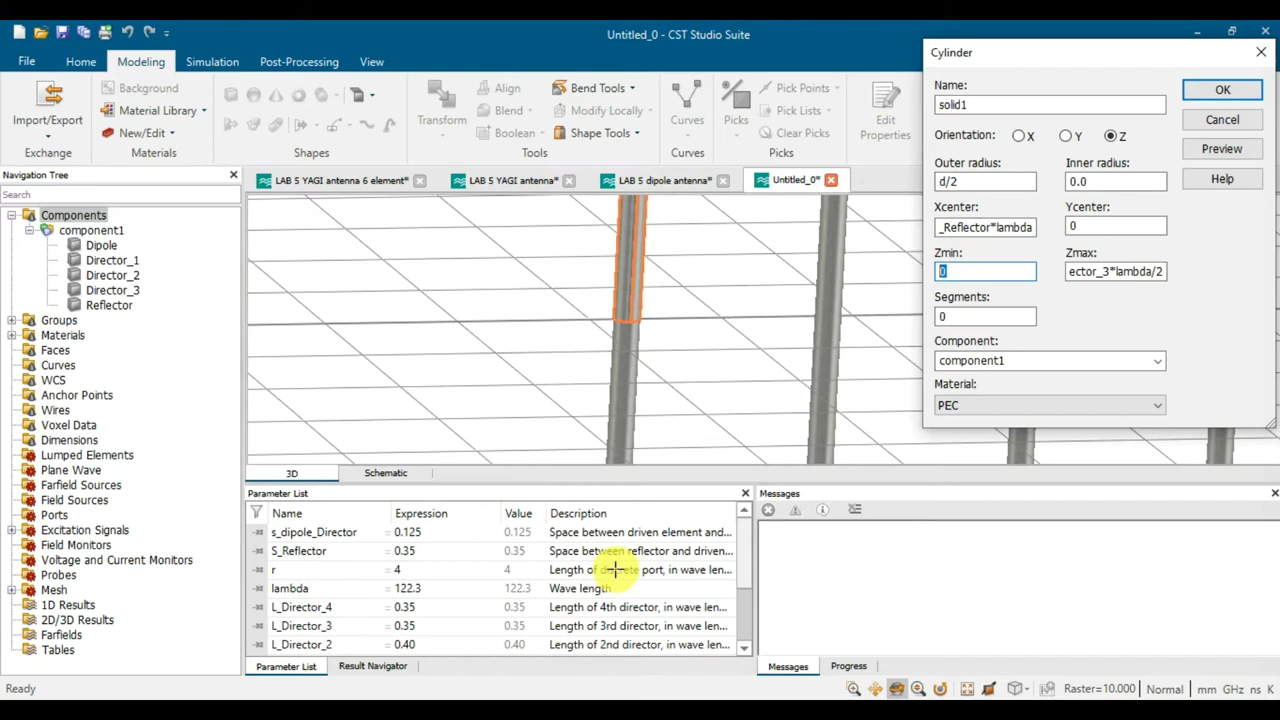 Untitled_0 - CST Studio Suite
File
Home
Modeling
Simulation
Post-Processing
View
Import/Export
Exchange
Background
Material Library
New/Edit
Materials
Shapes
Transform
Align
Blend
Boolean
Bend Tools
Modify Locally
Shape Tools
Tools
Curves
Curves
Picks
Pick Points
Pick Lists
Clear Picks
Picks
Edit
Properties
Navigation Tree
Search
Components
component1
Dipole
Director_1
Director_2
Director_3
Reflector
Groups
Materials
Faces
Curves
WCS
Anchor Points
Wires
Voxel Data
Dimensions
Lumped Elements
Plane Wave
Farfield Sources
Field Sources
Ports
Excitation Signals
Field Monitors
Voltage and Current Monitors
Probes
Mesh
1D Results
2D/3D Results
Farfields
Tables
LAB 5 YAGI antenna 6 element*
LAB 5 YAGI antenna*
LAB 5 dipole antenna*
Untitled_0*
3D
Schematic
Parameter List
Name Expression Value Description
s_dipole_Director = 0.125 0.125 Space between driven element and...
S_Reflector = 0.35 0.35 Space between reflector and driven...
r = 4 4 Length of discrete port, in wave len...
lambda = 122.3 122.3 Wave length
L_Director_4 = 0.35 0.35 Length of 4th director, in wave len...
L_Director_3 = 0.35 0.35 Length of 3rd director, in wave len...
L_Director_2 = 0.40 0.40 Length of 2nd director, in wave len...
Parameter List
Result Navigator
Messages
Messages
Progress
Cylinder
Name:
solid1
OK
Cancel
Preview
Help
Orientation: X Y Z
Outer radius: Inner radius:
d/2 0.0
Xcenter: Ycenter:
_Reflector*lambda 0
Zmin: Zmax:
0 ector_3*lambda/2
Segments:
0
Component:
component1
Material:
PEC
Ready
Raster=10.000 Normal mm GHz ns K